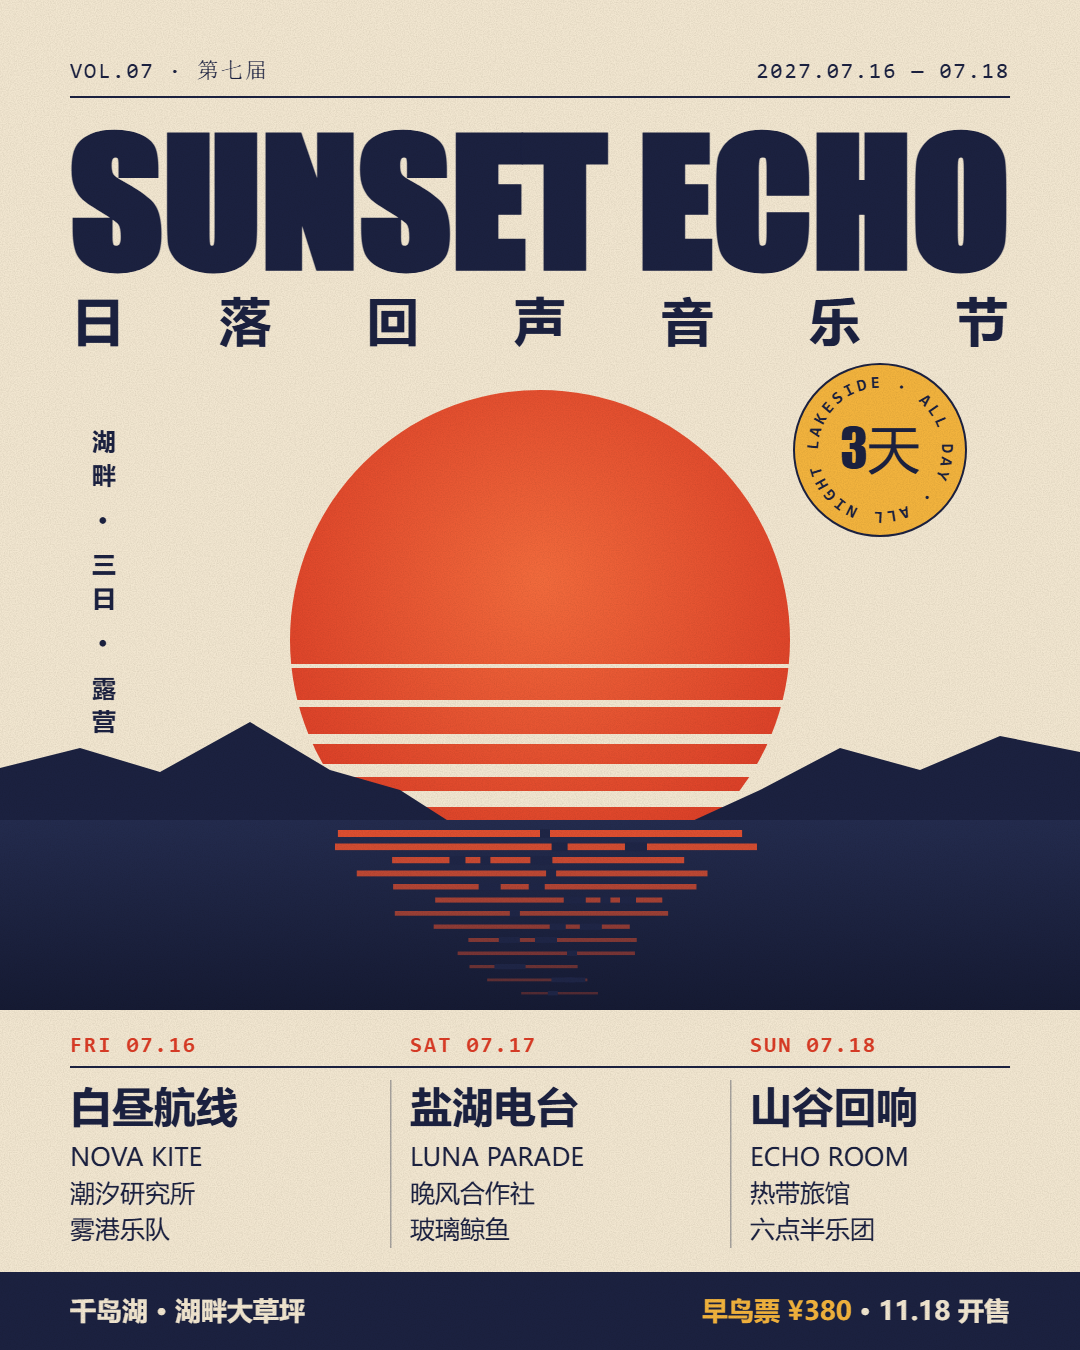 VOL.07 · 第七届
2027.07.16 — 07.18
SUNSET ECHO
日落回声音乐节
湖畔 · 三日 · 露营
LAKESIDE · ALL DAY · ALL NIGHT
3天
FRI 07.16
白昼航线
NOVA KITE
潮汐研究所
雾港乐队
SAT 07.17
盐湖电台
LUNA PARADE
晚风合作社
玻璃鲸鱼
SUN 07.18
山谷回响
ECHO ROOM
热带旅馆
六点半乐团
千岛湖 · 湖畔大草坪
早鸟票 ¥380 · 11.18 开售